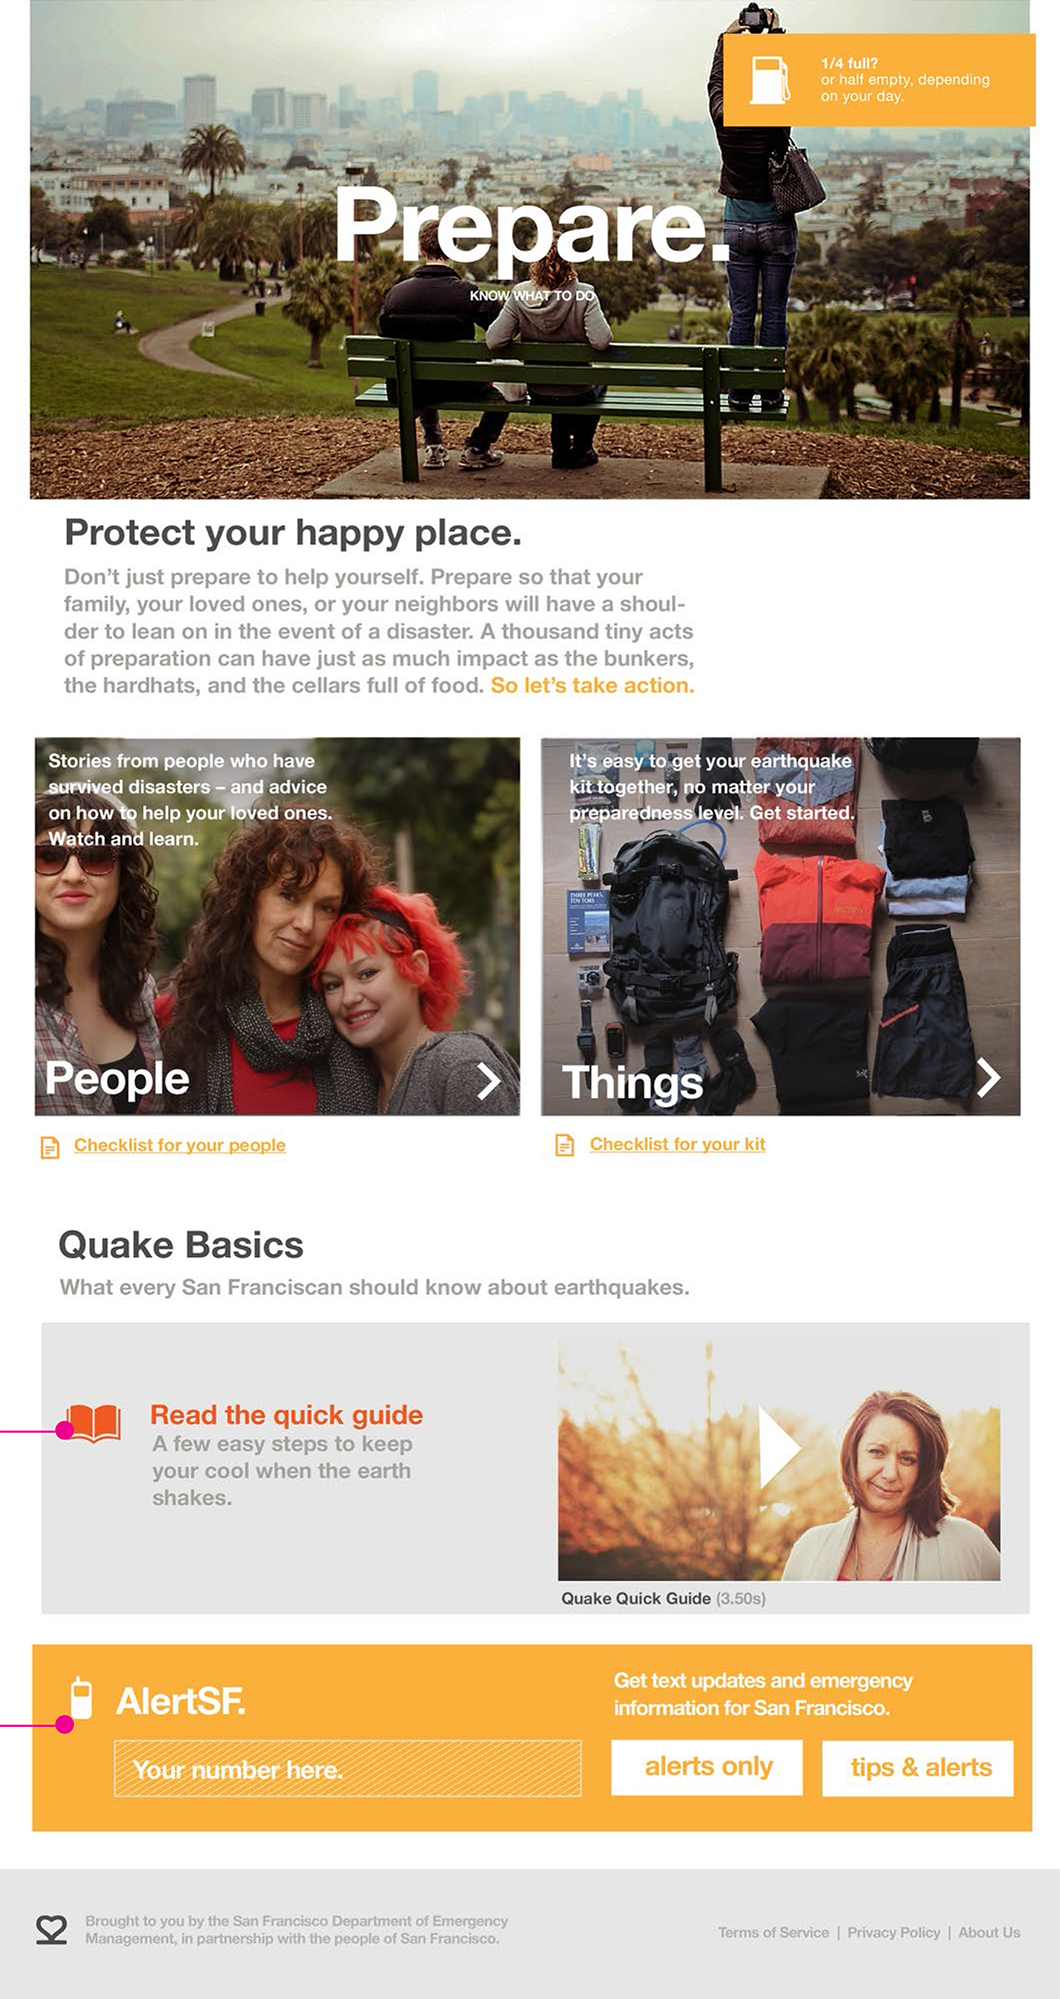 1/4 full?
or half empty, depending
on your day.
Prepare.
KNOW WHAT TO DO
Protect your happy place.
Don’t just prepare to help yourself. Prepare so that your
family, your loved ones, or your neighbors will have a shoul-
der to lean on in the event of a disaster. A thousand tiny acts
of preparation can have just as much impact as the bunkers,
the hardhats, and the cellars full of food. So let’s take action.
Stories from people who have
survived disasters – and advice
on how to help your loved ones.
Watch and learn.
People
Checklist for your people
It’s easy to get your earthquake
kit together, no matter your
preparedness level. Get started.
THREE PEAKS,
TEN TORS
Things
Checklist for your kit
Quake Basics
What every San Franciscan should know about earthquakes.
Read the quick guide
A few easy steps to keep
your cool when the earth
shakes.
Quake Quick Guide (3.50s)
AlertSF.
Your number here.
Get text updates and emergency
information for San Francisco.
alerts only
tips & alerts
Brought to you by the San Francisco Department of Emergency
Management, in partnership with the people of San Francisco.
Terms of Service | Privacy Policy | About Us